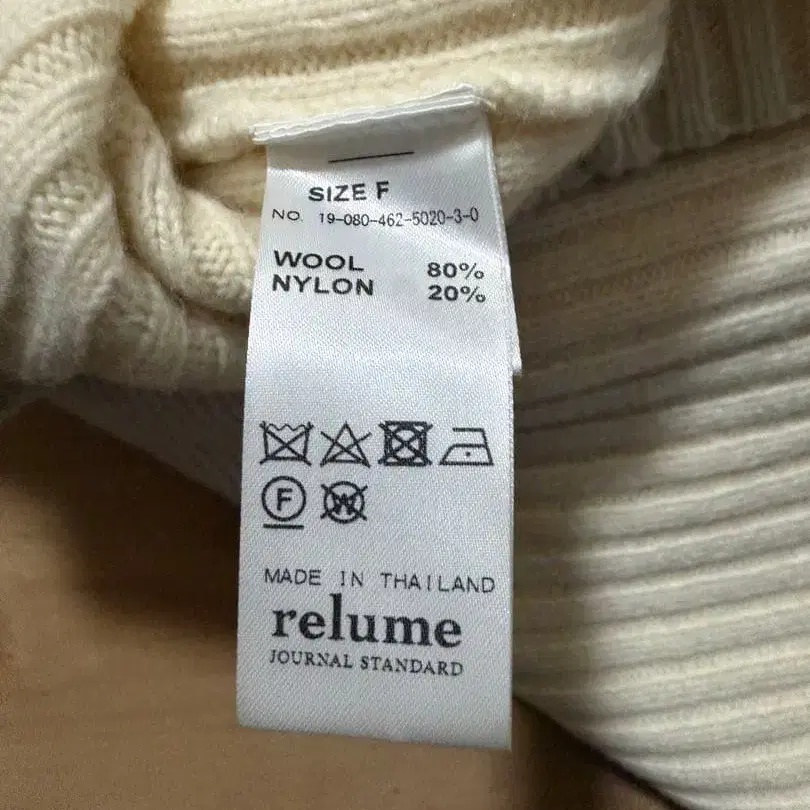 SIZE F
NO. 19-080-462-5020-3-0
WOOL 80%
NYLON 20%
F W
MADE IN THAILAND
relume
JOURNAL STANDARD